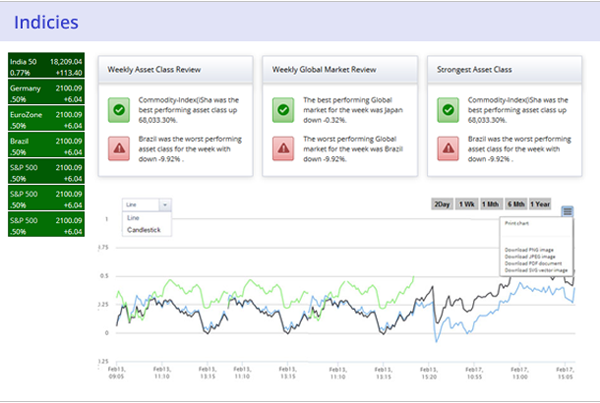 Indicies
India 50 18,209.04
0.77% +113.40
Germany 2100.09
.50% +6.04
EuroZone 2100.09
.50% +6.04
Brazil 2100.09
.50% +6.04
S&P 500 2100.09
.50% +6.04
S&P 500 2100.09
.50% +6.04
S&P 500 2100.09
.50% +6.04
Weekly Asset Class Review
Commodity-Index(I)Sha was the
best performing asset class up
68,033.30%.
Brazil was the worst performing
asset class for the week with
down -9.92% .
Weekly Global Market Review
The best performing Global
market for the week was Japan
down -0.32%.
The worst performing Global
market for the week was Brazil
down -9.92% .
Strongest Asset Class
Commodity-Index(I)Sha was the
best performing asset class up
68,033.30%.
Brazil was the worst performing
asset class for the week with
down -9.92% .
Line
Line
Candlestick
2Day 1 Wk 1 Mth 6 Mth 1 Year
Print chart
Download PNG image
Download JPEG image
Download PDF document
Download SVG vector image
1
0.5
0
Feb13, Feb13, Feb13, Feb13, Feb13, Feb13, Feb13, Feb17, Feb17, Feb17,
09:05 11:10 13:15 11:10 13:15 11:10 13:15 15:20 10:55 13:00 15:05